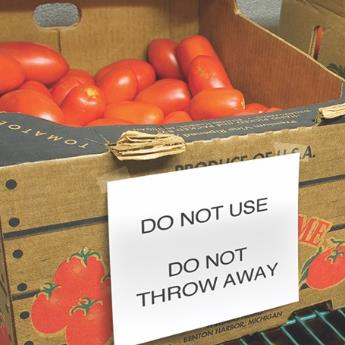 TOMATO
PRODUCE OF U.S.A.
DO NOT USE
DO NOT
THROW AWAY
BENTON HARBOR, MICHIGAN